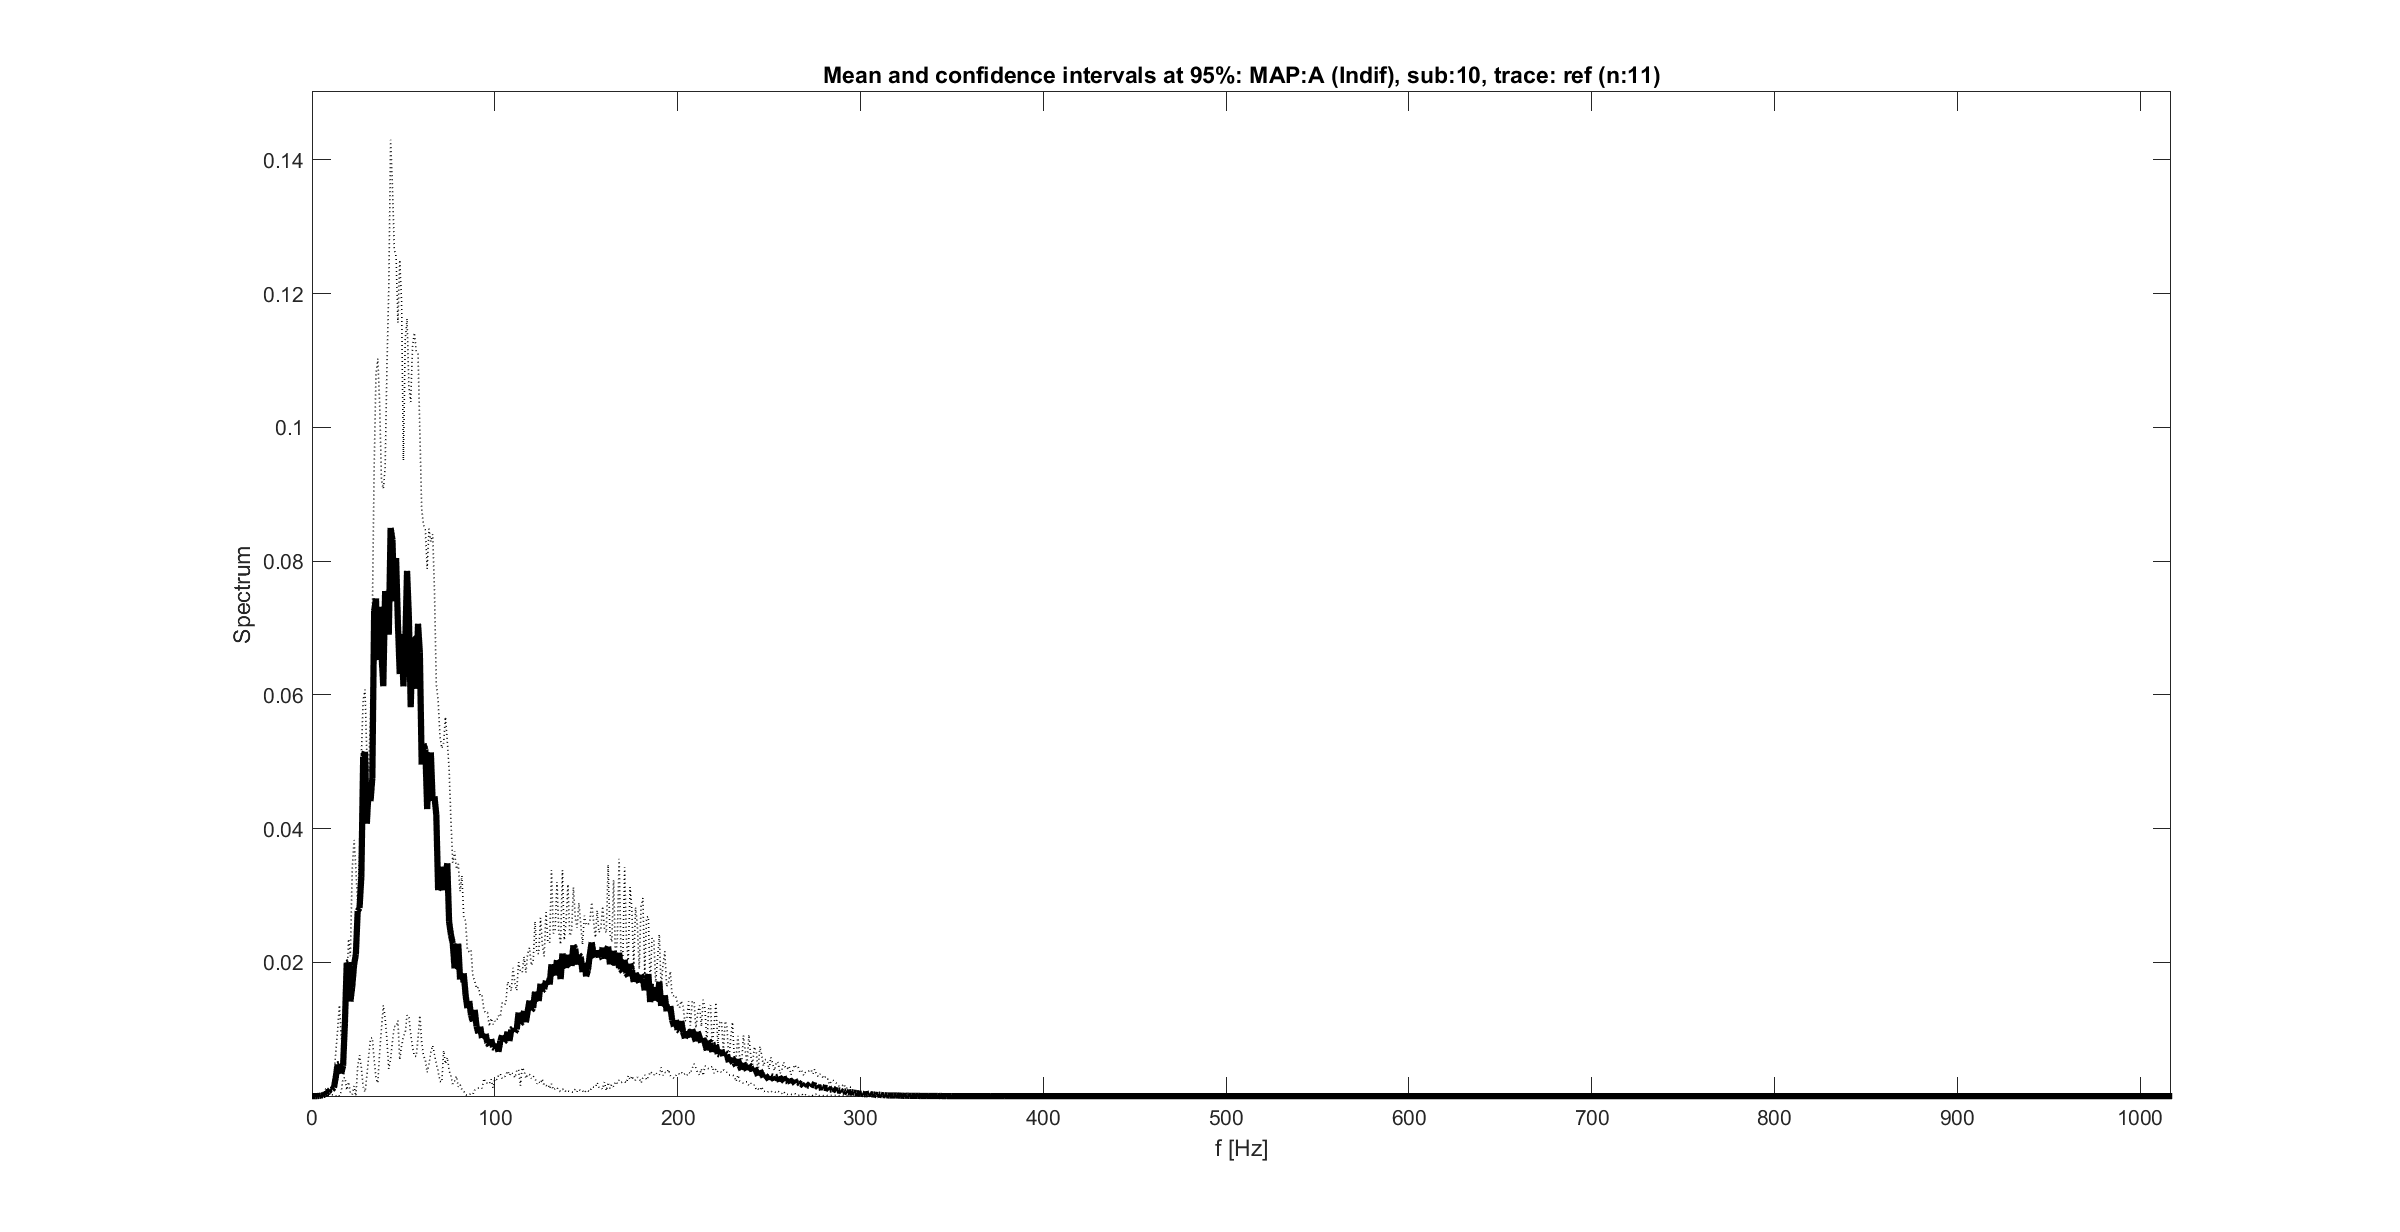 Mean and confidence intervals at 95%: MAP:A (Indif), sub:10, trace: ref (n:11)
0.14
0.12
0.1
0.08
0.06
0.04
0.02
Spectrum
0 100 200 300 400 500 600 700 800 900 1000
f [Hz]